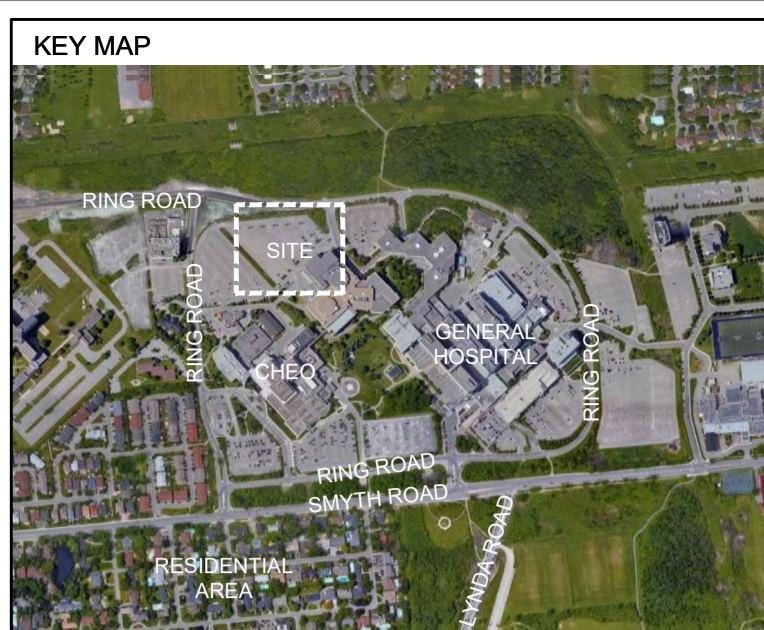 KEY MAP
RING ROAD
SITE
RING ROAD
GENERAL
HOSPITAL
RING ROAD
CHEO
RING ROAD
SMYTH ROAD
LYNDA ROAD
RESIDENTIAL
AREA